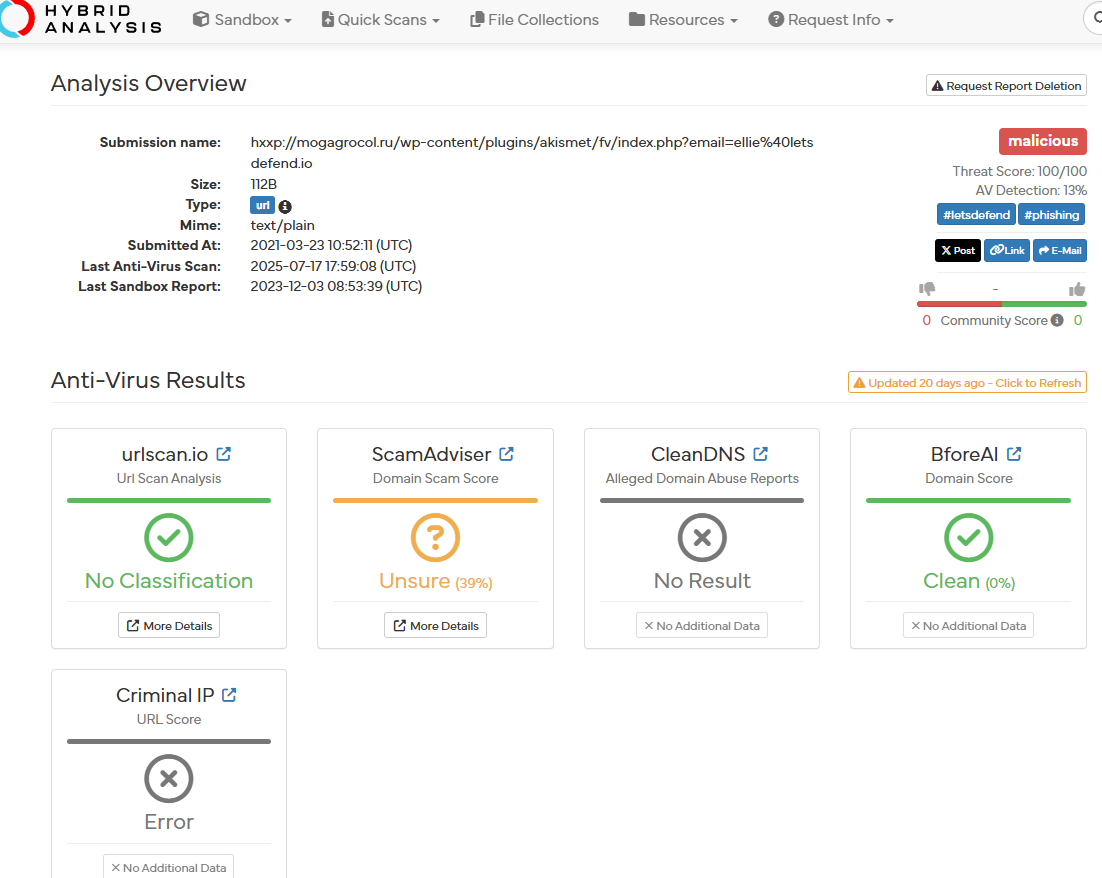 HYBRID
ANALYSIS
Sandbox
Quick Scans
File Collections
Resources
Request Info
Analysis Overview
Request Report Deletion
Submission name: hxxp://mogagrocol.ru/wp-content/plugins/akismet/fv/index.php?email=ellie%40lets
defend.io
Size: 112B
Type: url
Mime: text/plain
Submitted At: 2021-03-23 10:52:11 (UTC)
Last Anti-Virus Scan: 2025-07-17 17:59:08 (UTC)
Last Sandbox Report: 2023-12-03 08:53:39 (UTC)
malicious
Threat Score: 100/100
AV Detection: 13%
#letsdefend #phishing
X Post Link E-Mail
-
0 Community Score 0
Anti-Virus Results
Updated 20 days ago - Click to Refresh
urlscan.io
Url Scan Analysis
No Classification
More Details
ScamAdviser
Domain Scam Score
?
Unsure (39%)
More Details
CleanDNS
Alleged Domain Abuse Reports
No Result
No Additional Data
BforeAI
Domain Score
Clean (0%)
No Additional Data
Criminal IP
URL Score
Error
No Additional Data